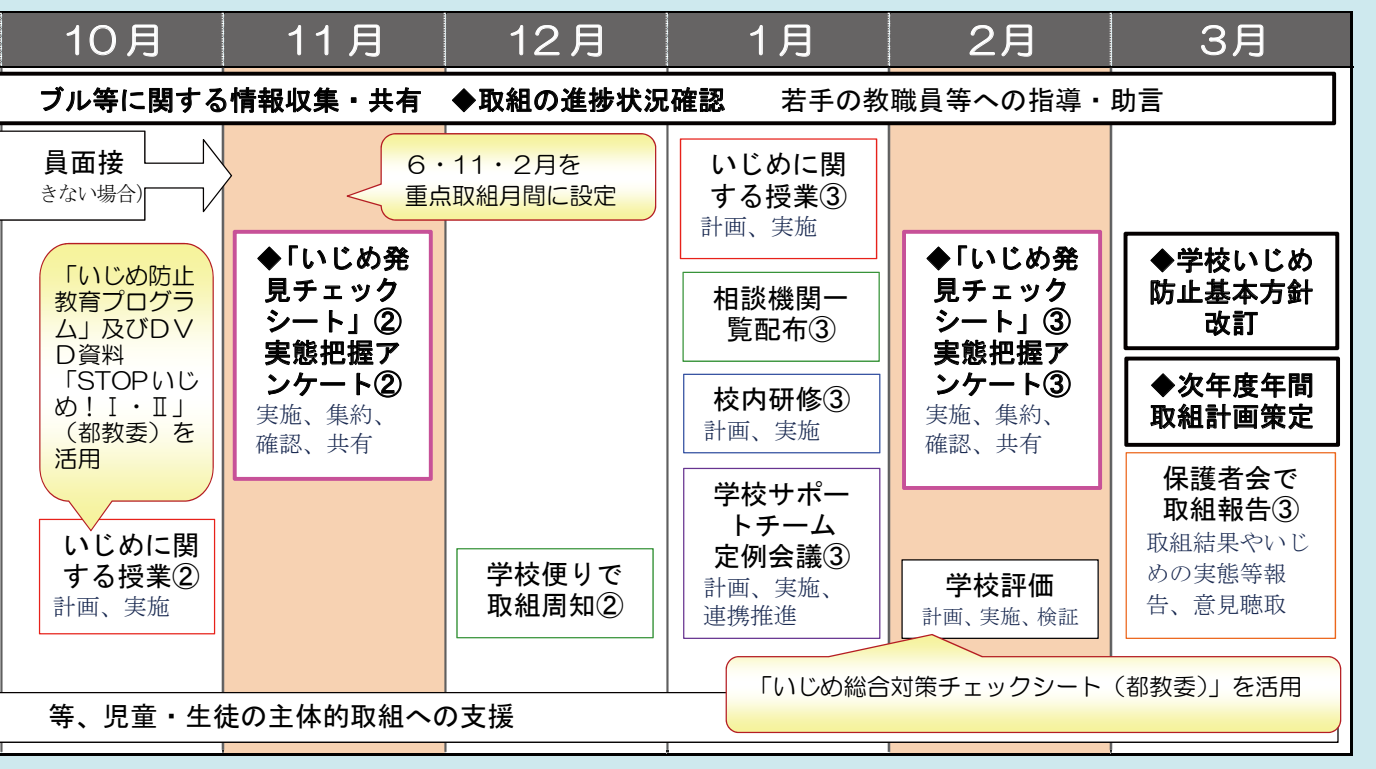 10月
11月
12月
1月
2月
3月
ブル等に関する情報収集・共有　◆取組の進捗状況確認　若手の教職員等への指導・助言
員面接
きない場合)
6・11・2月を
重点取組月間に設定
「いじめ防止
教育プログラ
ム」及びDV
D資料
「STOPいじ
め！Ⅰ・Ⅱ」
（都教委）を
活用
いじめに関
する授業②
計画、実施
◆「いじめ発
見チェック
シート」②
実態把握ア
ンケート②
実施、集約、
確認、共有
学校便りで
取組周知②
いじめに関
する授業③
計画、実施
相談機関一
覧配布③
校内研修③
計画、実施
学校サポー
トチーム
定例会議③
計画、実施、
連携推進
◆「いじめ発
見チェック
シート」③
実態把握ア
ンケート③
実施、集約、
確認、共有
学校評価
計画、実施、検証
◆学校いじめ
防止基本方針
改訂
◆次年度年間
取組計画策定
保護者会で
取組報告③
取組結果やいじ
めの実態等報
告、意見聴取
「いじめ総合対策チェックシート（都教委）」を活用
等、児童・生徒の主体的取組への支援